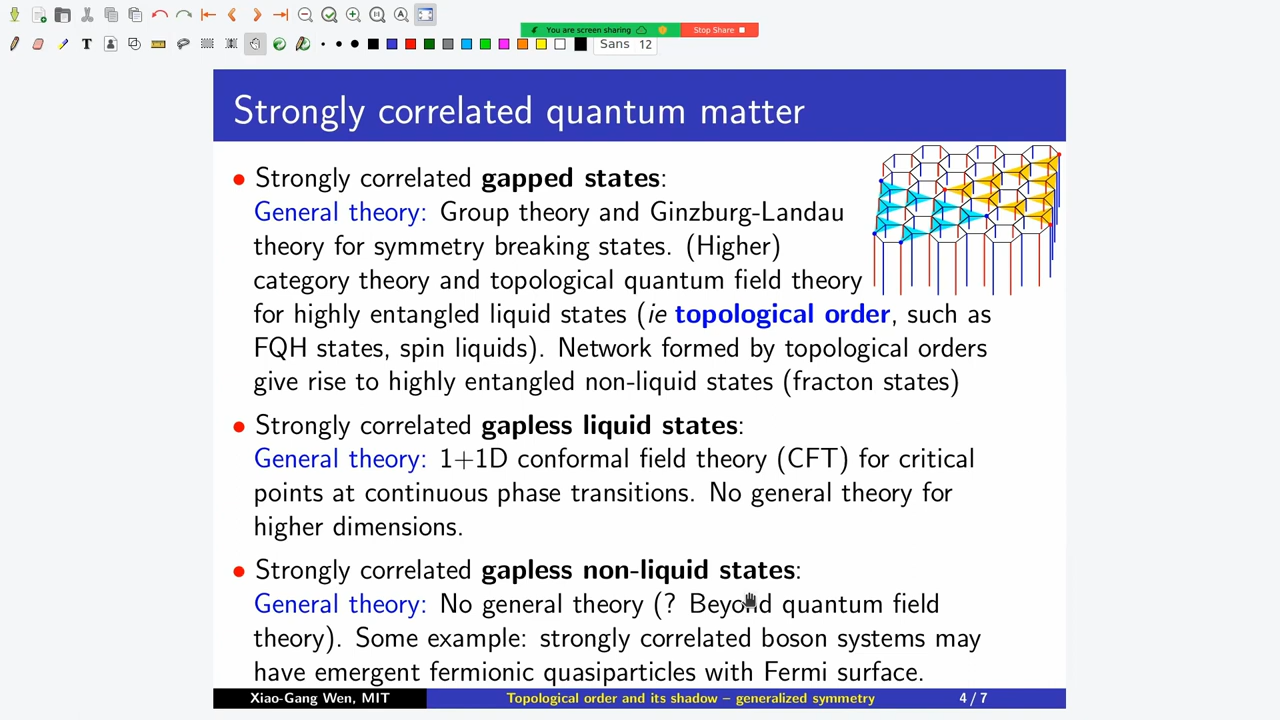 You are screen sharing
Stop Share
Sans 12
Strongly correlated quantum matter
• Strongly correlated gapped states:
General theory: Group theory and Ginzburg-Landau
theory for symmetry breaking states. (Higher)
category theory and topological quantum field theory
for highly entangled liquid states (ie topological order, such as
FQH states, spin liquids). Network formed by topological orders
give rise to highly entangled non-liquid states (fracton states)
• Strongly correlated gapless liquid states:
General theory: 1+1D conformal field theory (CFT) for critical
points at continuous phase transitions. No general theory for
higher dimensions.
• Strongly correlated gapless non-liquid states:
General theory: No general theory (? Beyond quantum field
theory). Some example: strongly correlated boson systems may
have emergent fermionic quasiparticles with Fermi surface.
Xiao-Gang Wen, MIT
Topological order and its shadow – generalized symmetry
4 / 7